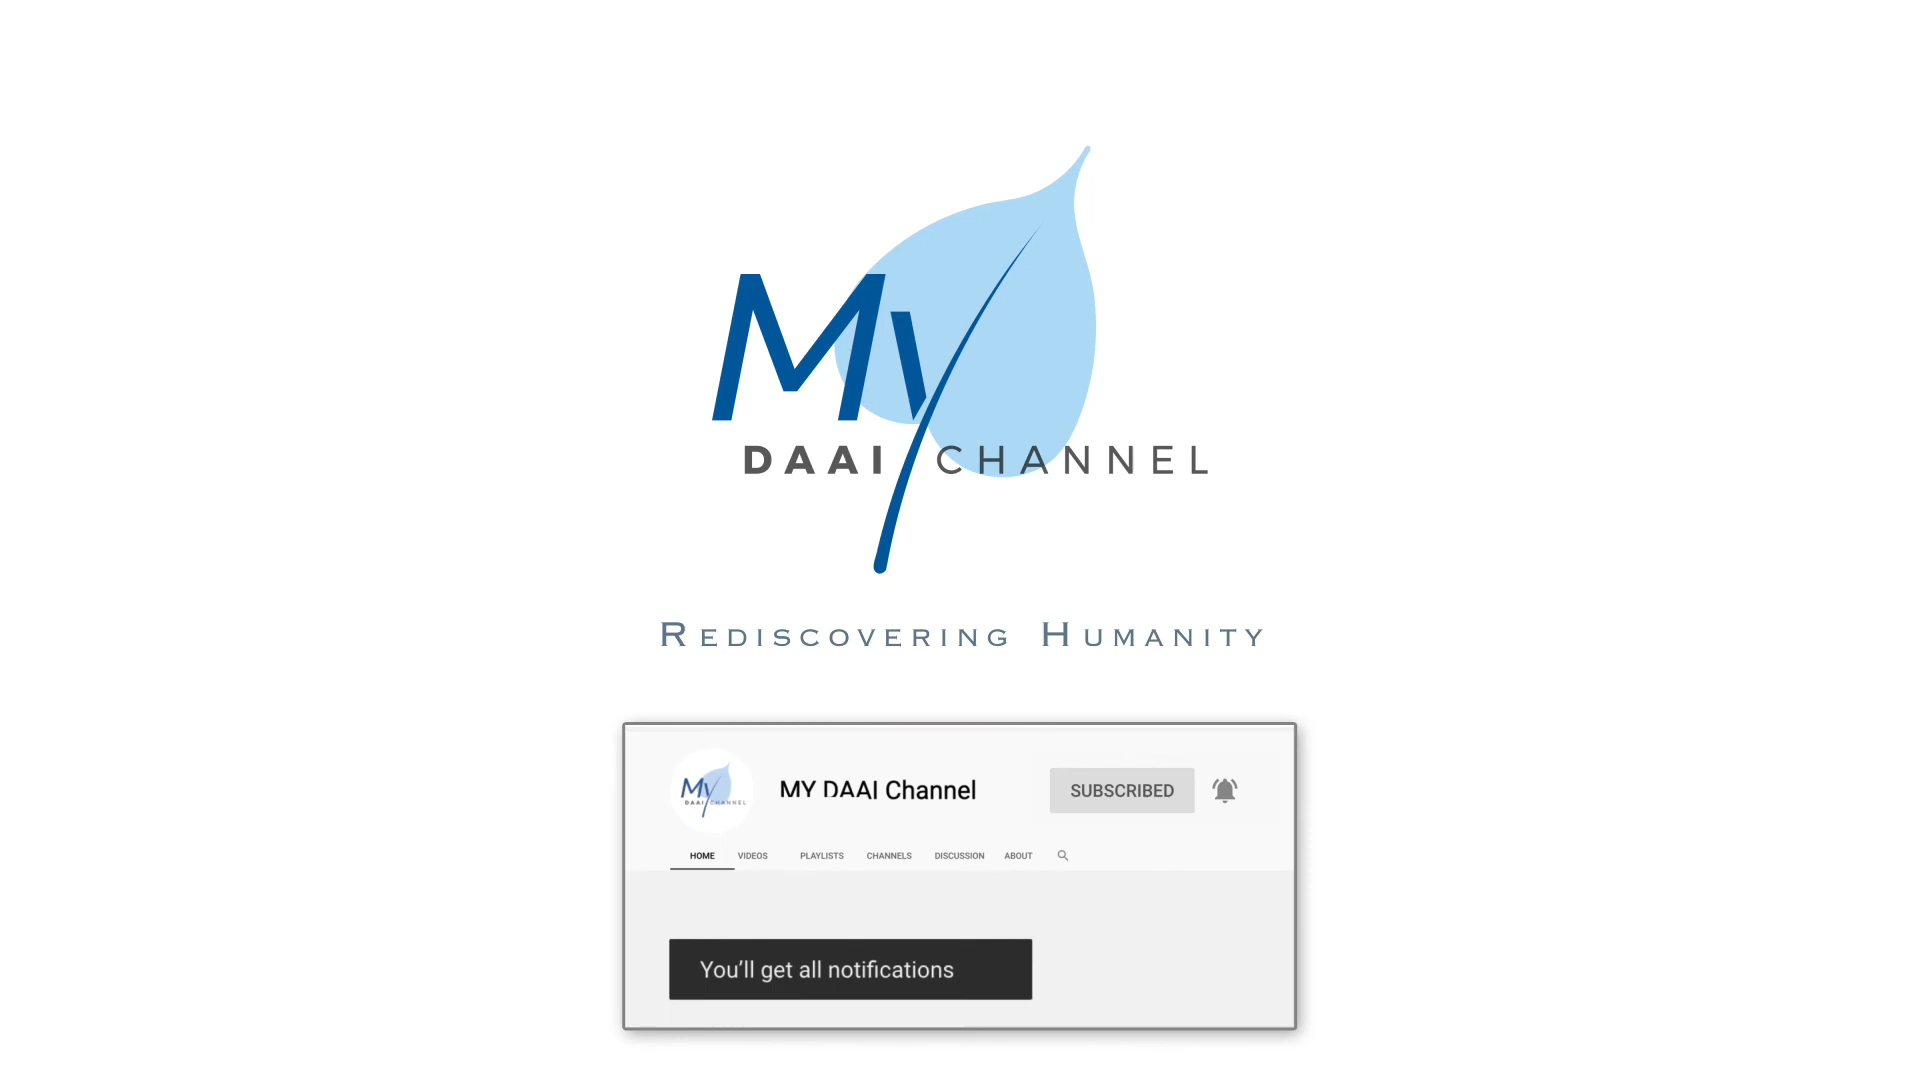 My
DAAI CHANNEL
REDISCOVERING HUMANITY
My
DAAI CHANNEL
MY DAAI Channel
SUBSCRIBED
HOME VIDEOS PLAYLISTS CHANNELS DISCUSSION ABOUT
You'll get all notifications